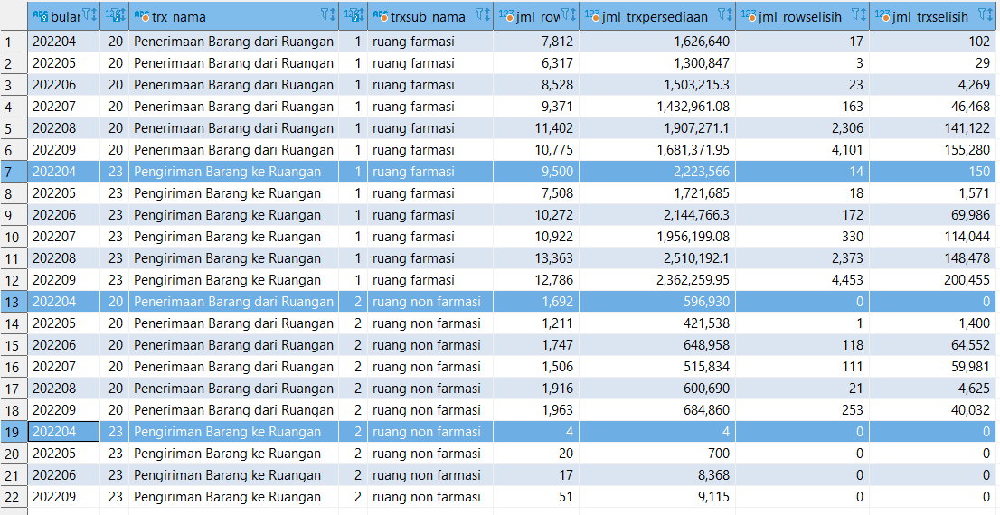 bular trx_nama trxsub_nama jml_row jml_trxpersediaan jml_rowselisih jml_trxselisih
1 202204 20 Penerimaan Barang dari Ruangan 1 ruang farmasi 7,812 1,626,640 17 102
2 202205 20 Penerimaan Barang dari Ruangan 1 ruang farmasi 6,317 1,300,847 3 29
3 202206 20 Penerimaan Barang dari Ruangan 1 ruang farmasi 8,528 1,503,215.3 23 4,269
4 202207 20 Penerimaan Barang dari Ruangan 1 ruang farmasi 9,371 1,432,961.08 163 46,468
5 202208 20 Penerimaan Barang dari Ruangan 1 ruang farmasi 11,402 1,907,271.1 2,306 141,122
6 202209 20 Penerimaan Barang dari Ruangan 1 ruang farmasi 10,775 1,681,371.95 4,101 155,280
7 202204 23 Pengiriman Barang ke Ruangan 1 ruang farmasi 9,500 2,223,566 14 150
8 202205 23 Pengiriman Barang ke Ruangan 1 ruang farmasi 7,508 1,721,685 18 1,571
9 202206 23 Pengiriman Barang ke Ruangan 1 ruang farmasi 10,272 2,144,766.3 172 69,986
10 202207 23 Pengiriman Barang ke Ruangan 1 ruang farmasi 10,922 1,956,199.08 330 114,044
11 202208 23 Pengiriman Barang ke Ruangan 1 ruang farmasi 13,363 2,510,192.1 2,373 148,478
12 202209 23 Pengiriman Barang ke Ruangan 1 ruang farmasi 12,786 2,362,259.95 4,453 200,455
13 202204 20 Penerimaan Barang dari Ruangan 2 ruang non farmasi 1,692 596,930 0 0
14 202205 20 Penerimaan Barang dari Ruangan 2 ruang non farmasi 1,211 421,538 1 1,400
15 202206 20 Penerimaan Barang dari Ruangan 2 ruang non farmasi 1,747 648,958 118 64,552
16 202207 20 Penerimaan Barang dari Ruangan 2 ruang non farmasi 1,506 515,834 111 59,981
17 202208 20 Penerimaan Barang dari Ruangan 2 ruang non farmasi 1,916 600,690 21 4,625
18 202209 20 Penerimaan Barang dari Ruangan 2 ruang non farmasi 1,963 684,860 253 40,032
19 202204 23 Pengiriman Barang ke Ruangan 2 ruang non farmasi 4 4 0 0
20 202205 23 Pengiriman Barang ke Ruangan 2 ruang non farmasi 20 700 0 0
21 202206 23 Pengiriman Barang ke Ruangan 2 ruang non farmasi 17 8,368 0 0
22 202209 23 Pengiriman Barang ke Ruangan 2 ruang non farmasi 51 9,115 0 0